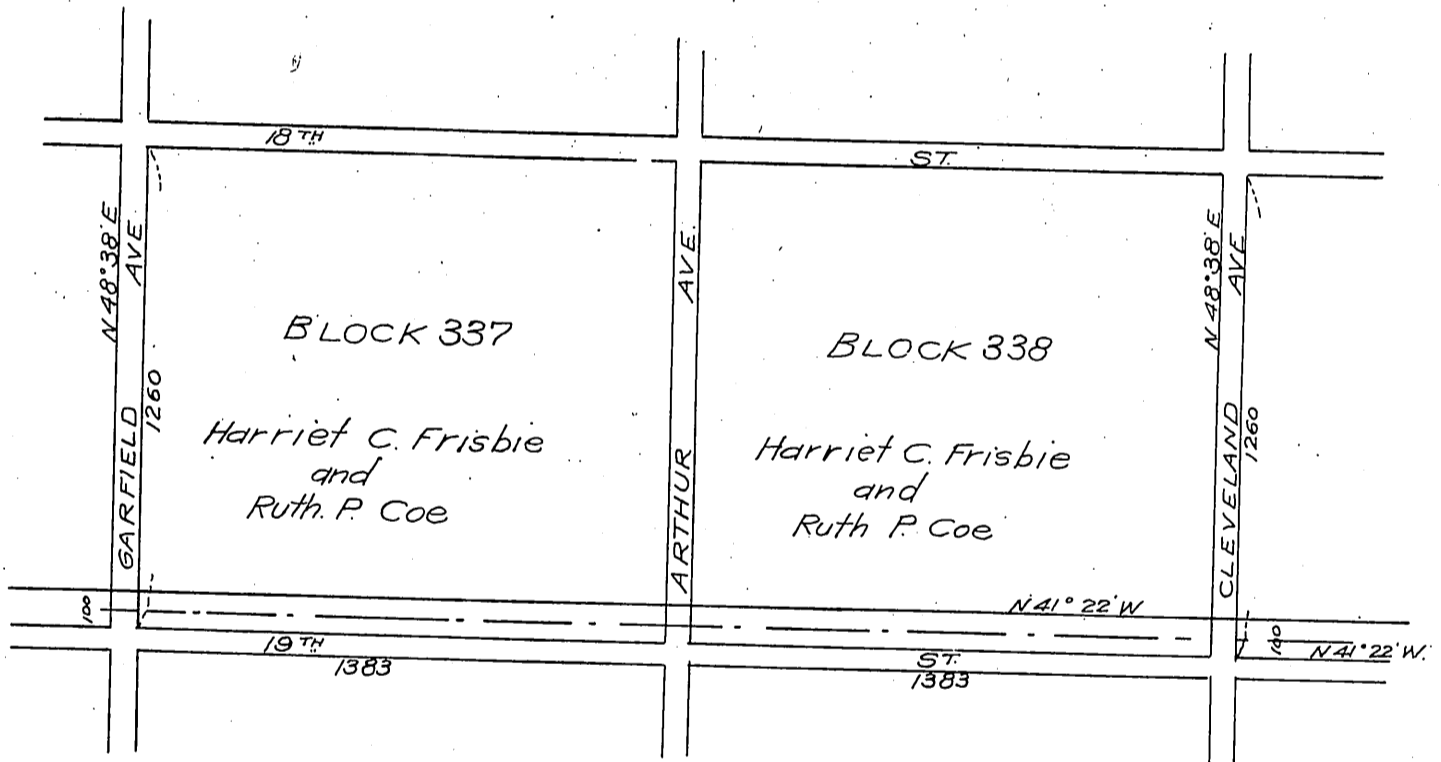 18TH ST.
N 48°38' E
GARFIELD AVE
1260
ARTHUR AVE.
N 48°38' E
CLEVELAND AVE
1260
BLOCK 337
Harriet C. Frisbie
and
Ruth. P. Coe
BLOCK 338
Harriet C. Frisbie
and
Ruth P. Coe
100
N 41° 22' W
100
N 41° 22' W.
19TH ST.
1383
1383